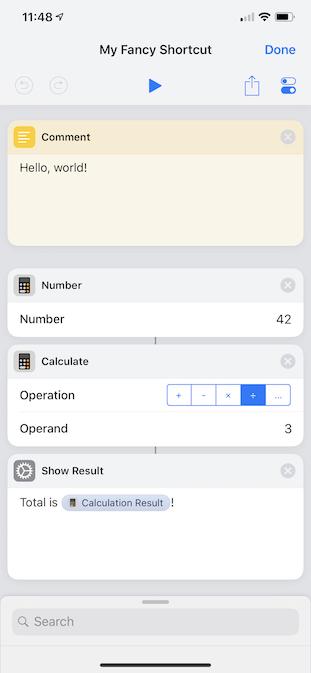 11:48
My Fancy Shortcut
Done
Comment
Hello, world!
Number
Number 42
Calculate
Operation + - × ÷ ...
Operand 3
Show Result
Total is Calculation Result!
Search